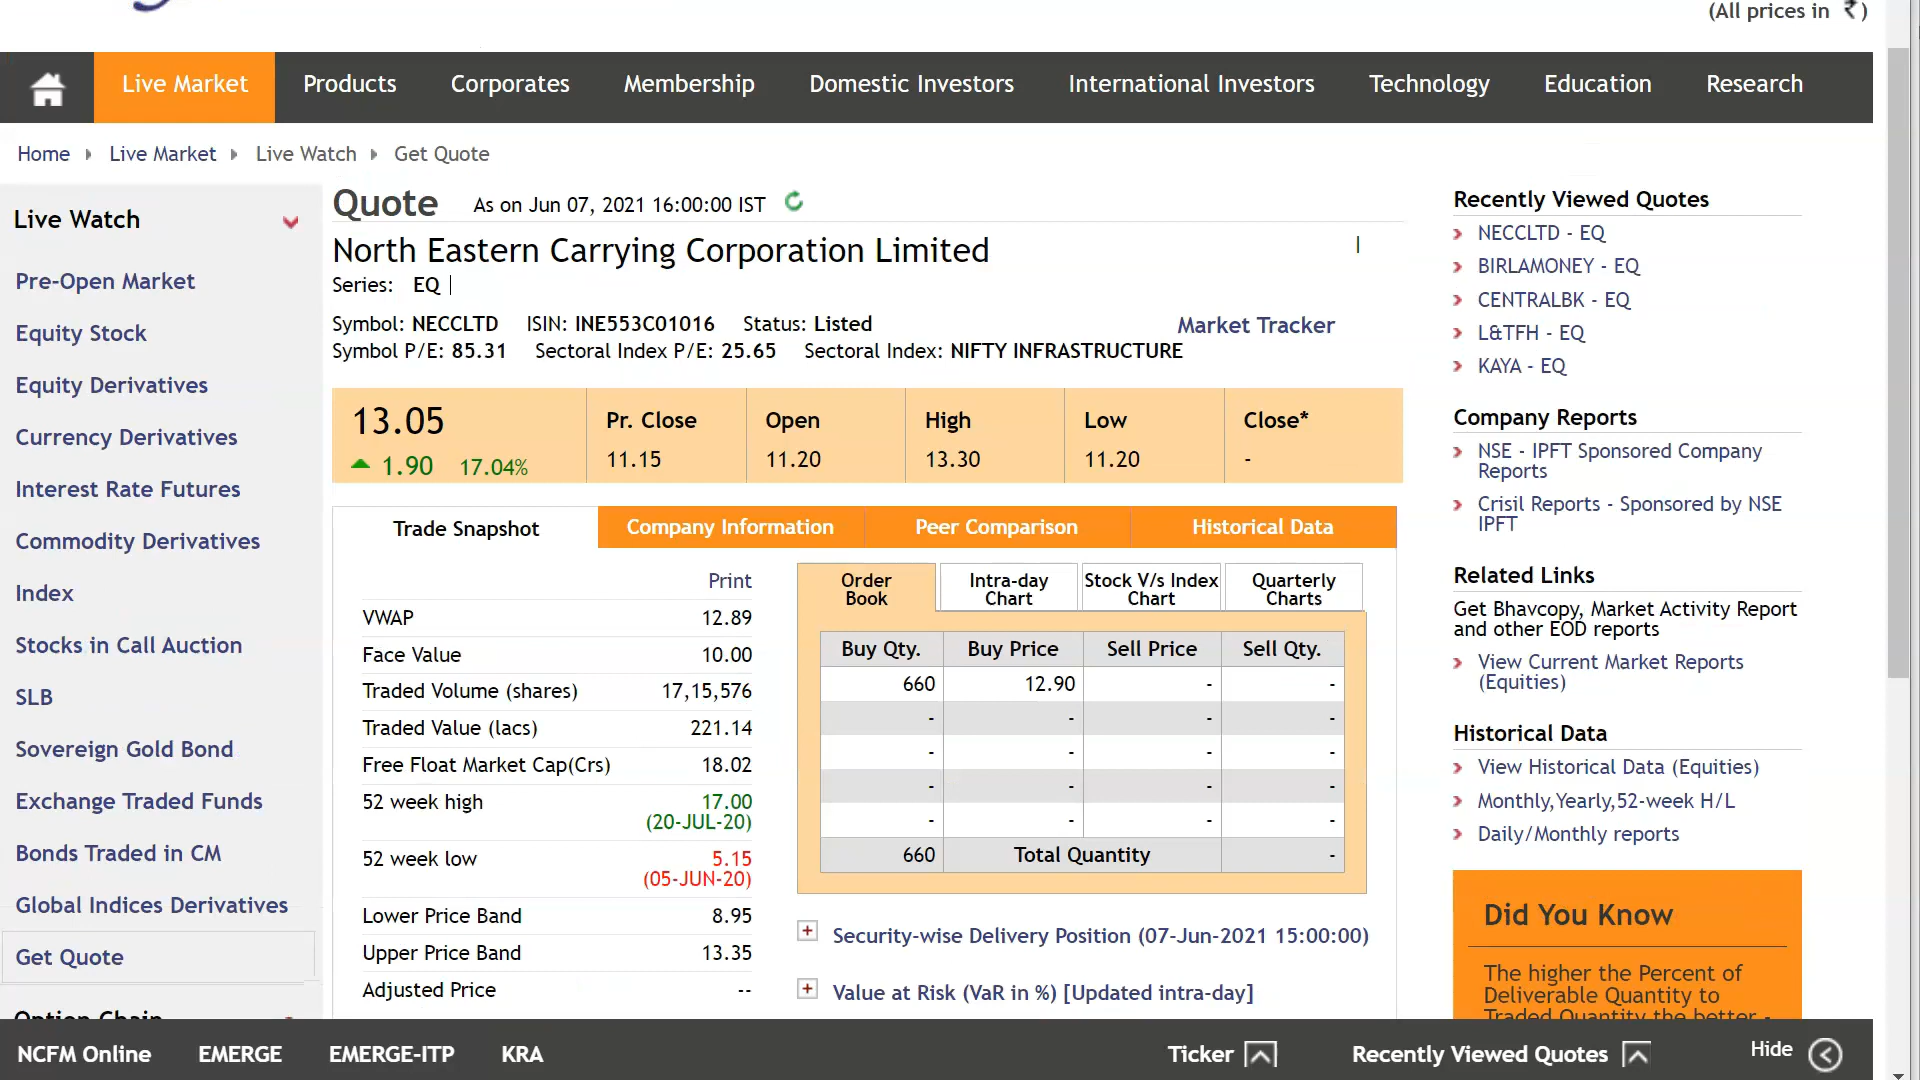 (All prices in ₹)
Live Market Products Corporates Membership Domestic Investors International Investors Technology Education Research
Home Live Market Live Watch Get Quote
Live Watch
Pre-Open Market
Equity Stock
Equity Derivatives
Currency Derivatives
Interest Rate Futures
Commodity Derivatives
Index
Stocks in Call Auction
SLB
Sovereign Gold Bond
Exchange Traded Funds
Bonds Traded in CM
Global Indices Derivatives
Get Quote
Option Chain
Quote As on Jun 07, 2021 16:00:00 IST
North Eastern Carrying Corporation Limited |
Series: EQ |
Symbol: NECCLTD ISIN: INE553C01016 Status: Listed Market Tracker
Symbol P/E: 85.31 Sectoral Index P/E: 25.65 Sectoral Index: NIFTY INFRASTRUCTURE
13.05 Pr. Close Open High Low Close*
1.90 17.04% 11.15 11.20 13.30 11.20 -
Trade Snapshot Company Information Peer Comparison Historical Data
Print
VWAP 12.89
Face Value 10.00
Traded Volume (shares) 17,15,576
Traded Value (lacs) 221.14
Free Float Market Cap(Crs) 18.02
52 week high 17.00
(20-JUL-20)
52 week low 5.15
(05-JUN-20)
Lower Price Band 8.95
Upper Price Band 13.35
Adjusted Price --
Order Intra-day Stock V/s Index Quarterly
Book Chart Chart Charts
Buy Qty. Buy Price Sell Price Sell Qty.
660 12.90 - -
- - - -
- - - -
- - - -
- - - -
660 Total Quantity -
+ Security-wise Delivery Position (07-Jun-2021 15:00:00)
+ Value at Risk (VaR in %) [Updated intra-day]
Recently Viewed Quotes
NECCLTD - EQ
BIRLAMONEY - EQ
CENTRALBK - EQ
L&TFH - EQ
KAYA - EQ
Company Reports
NSE - IPFT Sponsored Company
Reports
Crisil Reports - Sponsored by NSE
IPFT
Related Links
Get Bhavcopy, Market Activity Report
and other EOD reports
View Current Market Reports
(Equities)
Historical Data
View Historical Data (Equities)
Monthly,Yearly,52-week H/L
Daily/Monthly reports
Did You Know
The higher the Percent of
Deliverable Quantity to
Traded Quantity the better -
NCFM Online EMERGE EMERGE-ITP KRA Ticker Recently Viewed Quotes Hide